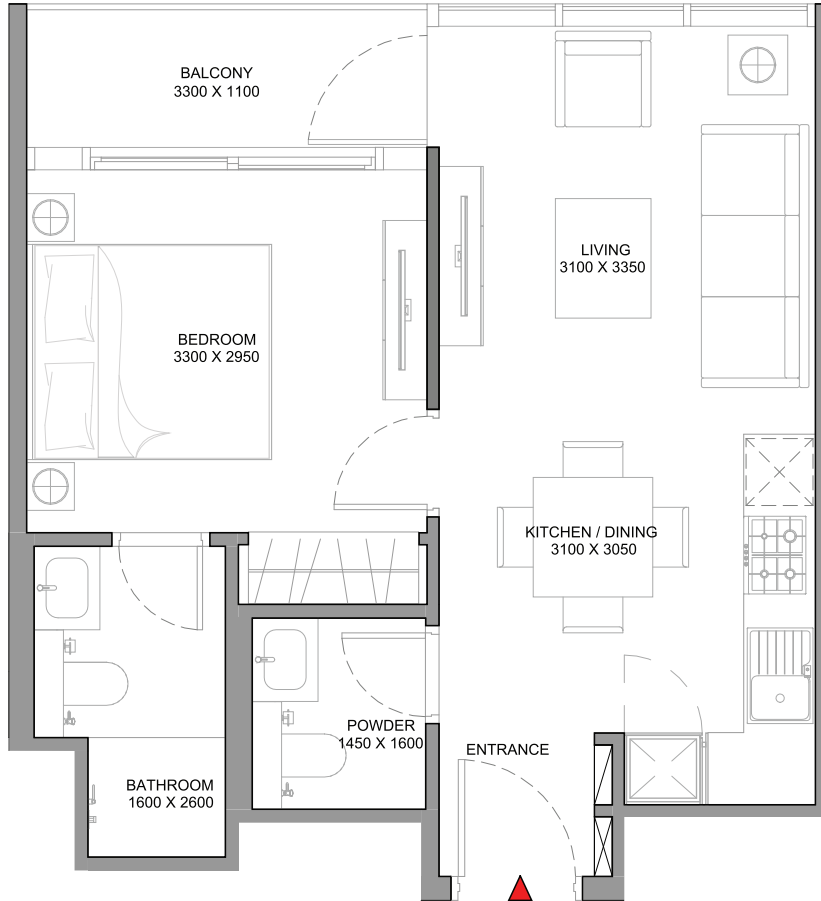 BALCONY
3300 X 1100
LIVING
3100 X 3350
BEDROOM
3300 X 2950
KITCHEN / DINING
3100 X 3050
POWDER
1450 X 1600
ENTRANCE
BATHROOM
1600 X 2600